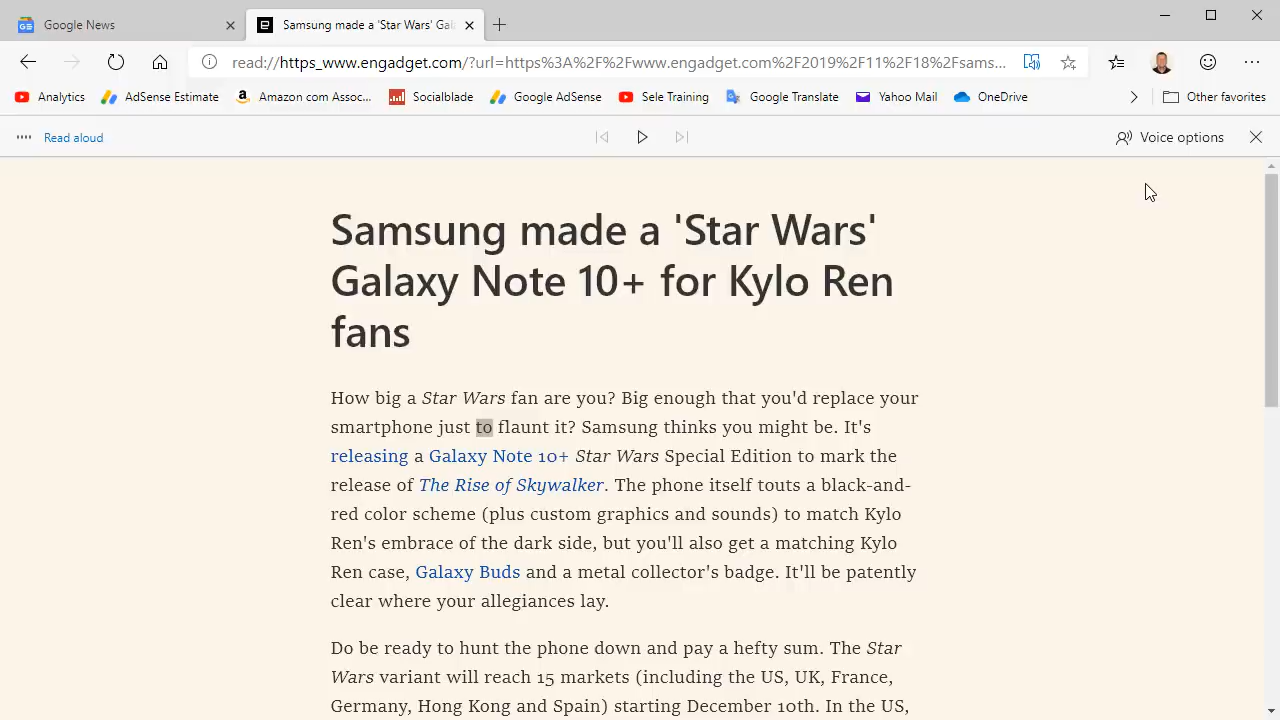 Google News
Samsung made a 'Star Wars' Gal
read://https_www.engadget.com/?url=https%3A%2F%2Fwww.engadget.com%2F2019%2F11%2F18%2Fsams...
Analytics
AdSense Estimate
Amazon com Assoc...
Socialblade
Google AdSense
Sele Training
Google Translate
Yahoo Mail
OneDrive
Other favorites
Read aloud
Voice options
Samsung made a 'Star Wars'
Galaxy Note 10+ for Kylo Ren
fans
How big a Star Wars fan are you? Big enough that you'd replace your
smartphone just to flaunt it? Samsung thinks you might be. It's
releasing a Galaxy Note 10+ Star Wars Special Edition to mark the
release of The Rise of Skywalker. The phone itself touts a black-and-
red color scheme (plus custom graphics and sounds) to match Kylo
Ren's embrace of the dark side, but you'll also get a matching Kylo
Ren case, Galaxy Buds and a metal collector's badge. It'll be patently
clear where your allegiances lay.
Do be ready to hunt the phone down and pay a hefty sum. The Star
Wars variant will reach 15 markets (including the US, UK, France,
Germany, Hong Kong and Spain) starting December 10th. In the US,